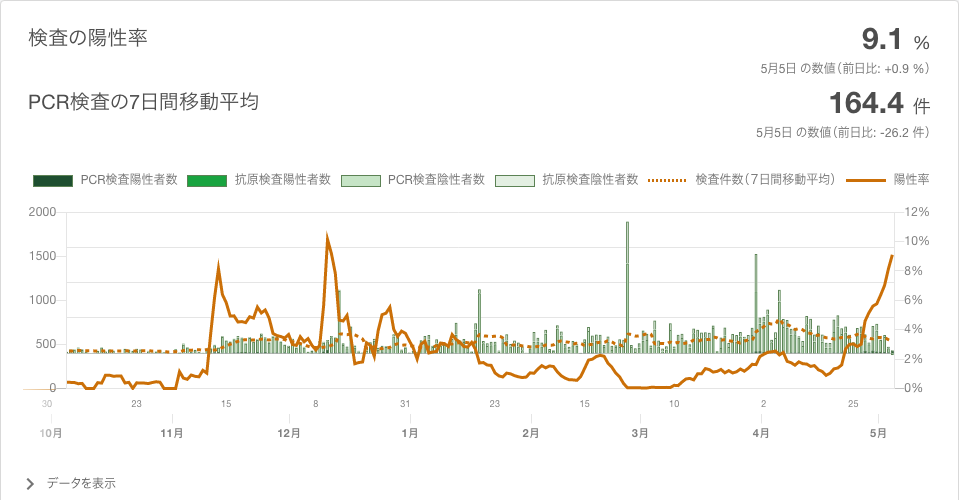 検査の陽性率
9.1 %
5月5日 の数値（前日比: +0.9 %）
PCR検査の7日間移動平均
164.4 件
5月5日 の数値（前日比: -26.2 件）
PCR検査陽性者数 抗原検査陽性者数 PCR検査陰性者数 抗原検査陰性者数 検査件数（7日間移動平均） 陽性率
2000 12%
10%
1500
8%
1000 6%
4%
500
2%
0 0%
30 23 15 8 31 23 15 10 2 25
10月 11月 12月 1月 2月 3月 4月 5月
データを表示